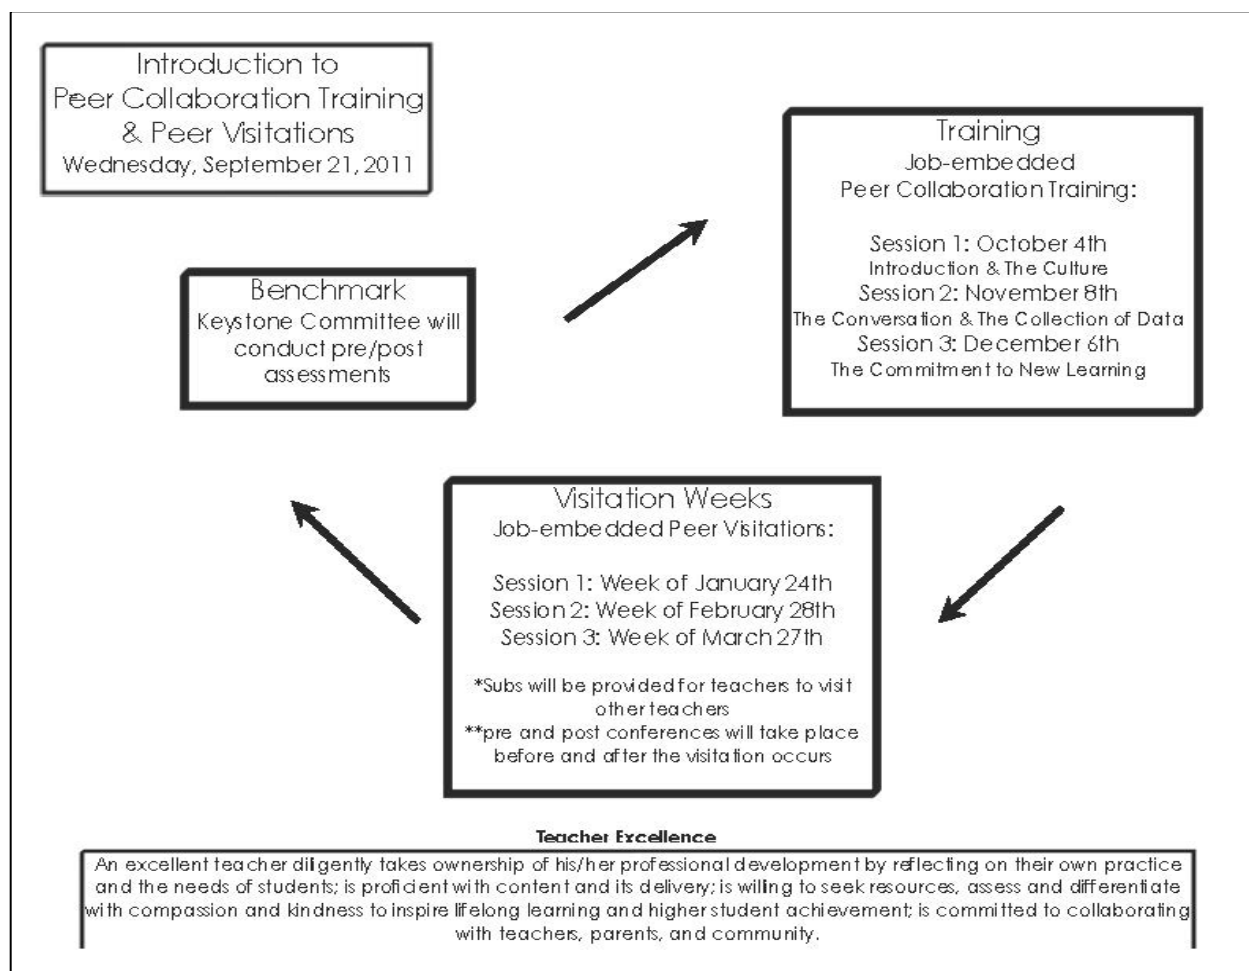 Introduction to
Peer Collaboration Training
& Peer Visitations
Wednesday, September 21, 2011
Benchmark
Keystone Committee will
conduct pre/post
assessments
Training
Job-embedded
Peer Collaboration Training:
Session 1: October 4th
Introduction & The Culture
Session 2: November 8th
The Conversation & The Collection of Data
Session 3: December 6th
The Commitment to New Learning
Visitation Weeks
Job-embedded Peer Visitations:
Session 1: Week of January 24th
Session 2: Week of February 28th
Session 3: Week of March 27th
*Subs will be provided for teachers to visit
other teachers
**pre and post conferences will take place
before and after the visitation occurs
Teacher Excellence
An excellent teacher diligently takes ownership of his/her professional development by reflecting on their own practice
and the needs of students; is proficient with content and its delivery; is willing to seek resources, assess and differentiate
with compassion and kindness to inspire lifelong learning and higher student achievement; is committed to collaborating
with teachers, parents, and community.